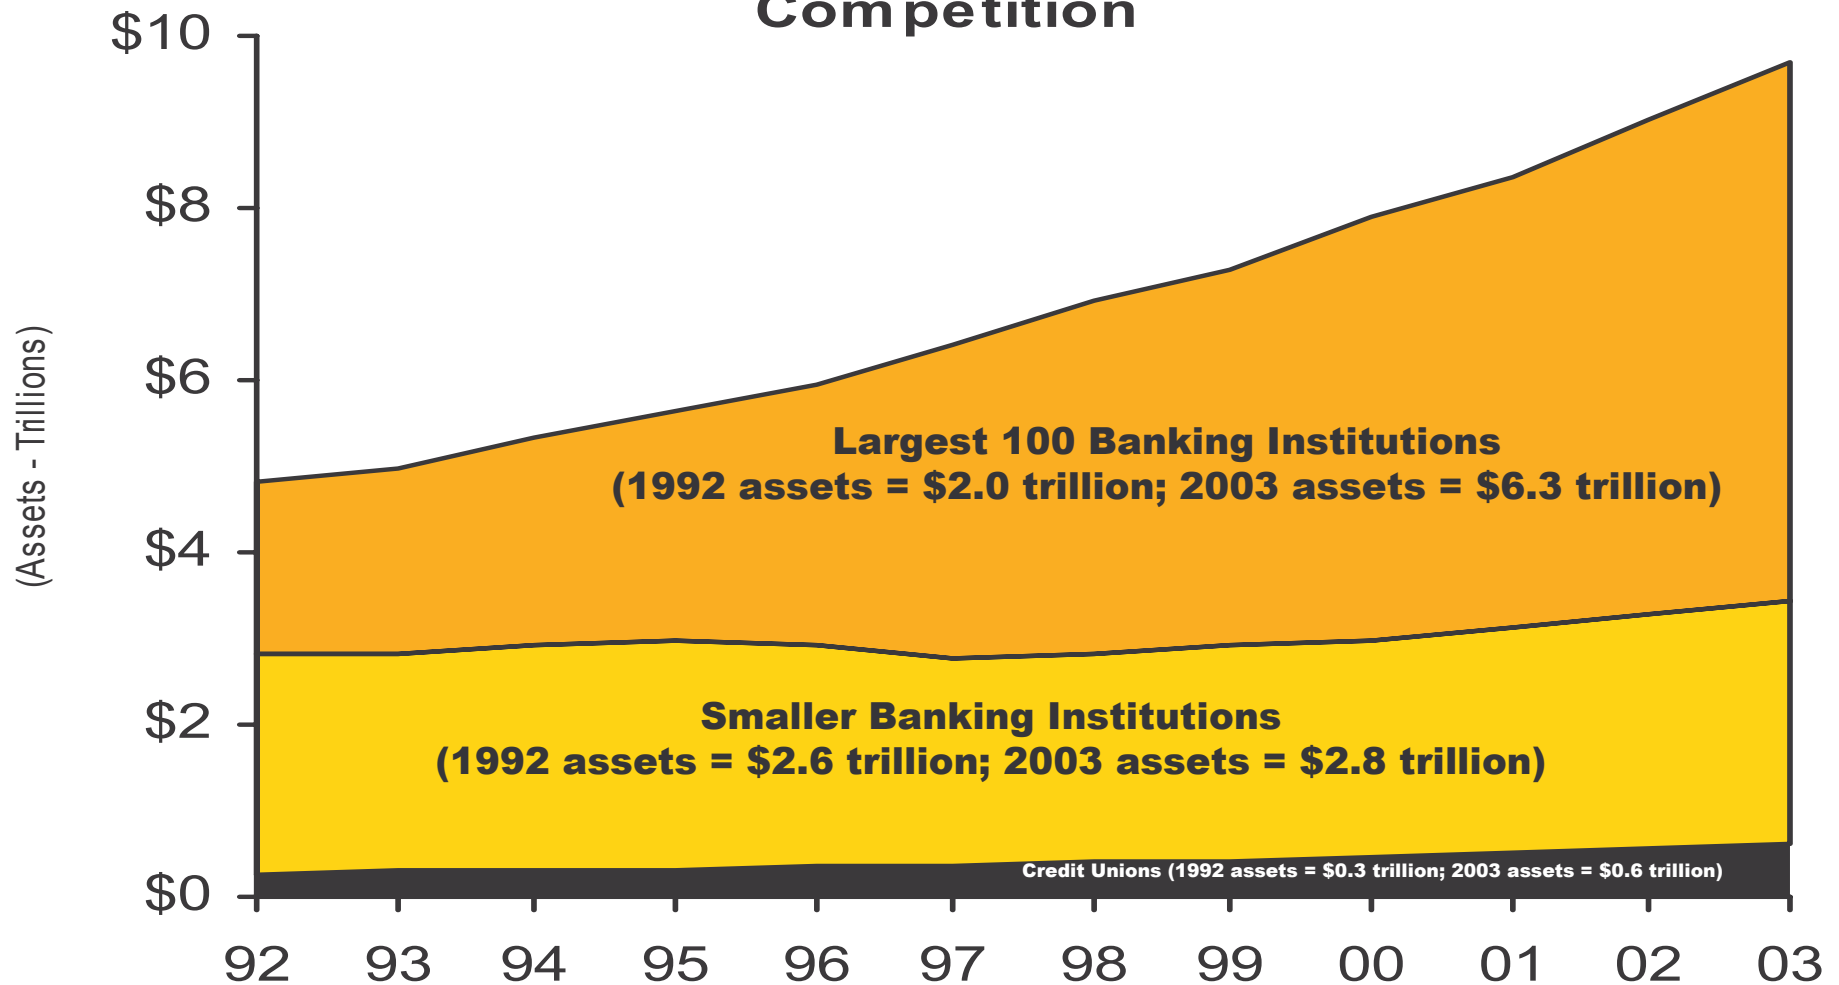 Competition
$10
$8
$6
$4
$2
$0
(Assets - Trillions)
Largest 100 Banking Institutions
(1992 assets = $2.0 trillion; 2003 assets = $6.3 trillion)
Smaller Banking Institutions
(1992 assets = $2.6 trillion; 2003 assets = $2.8 trillion)
Credit Unions (1992 assets = $0.3 trillion; 2003 assets = $0.6 trillion)
92 93 94 95 96 97 98 99 00 01 02 03